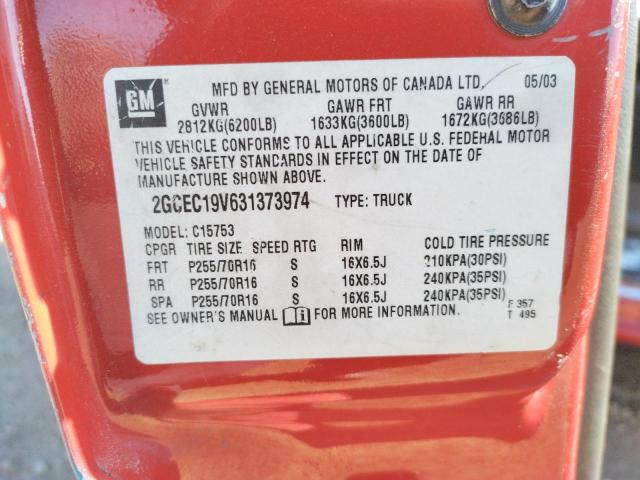 GM
MFD BY GENERAL MOTORS OF CANADA LTD. 05/03
GVWR GAWR FRT GAWR RR
2812KG(6200LB) 1633KG(3600LB) 1672KG(3686LB)
THIS VEHICLE CONFORMS TO ALL APPLICABLE U.S. FEDERAL MOTOR
VEHICLE SAFETY STANDARDS IN EFFECT ON THE DATE OF
MANUFACTURE SHOWN ABOVE.
2GCEC19V631373974 TYPE: TRUCK
MODEL: C15753
CPGR TIRE SIZE SPEED RTG RIM COLD TIRE PRESSURE
FRT P255/70R16 S 16X6.5J 210KPA(30PSI)
RR P255/70R16 S 16X6.5J 240KPA(35PSI)
SPA P255/70R16 S 16X6.5J 240KPA(35PSI)
SEE OWNER'S MANUAL i FOR MORE INFORMATION.
F 357
T 495